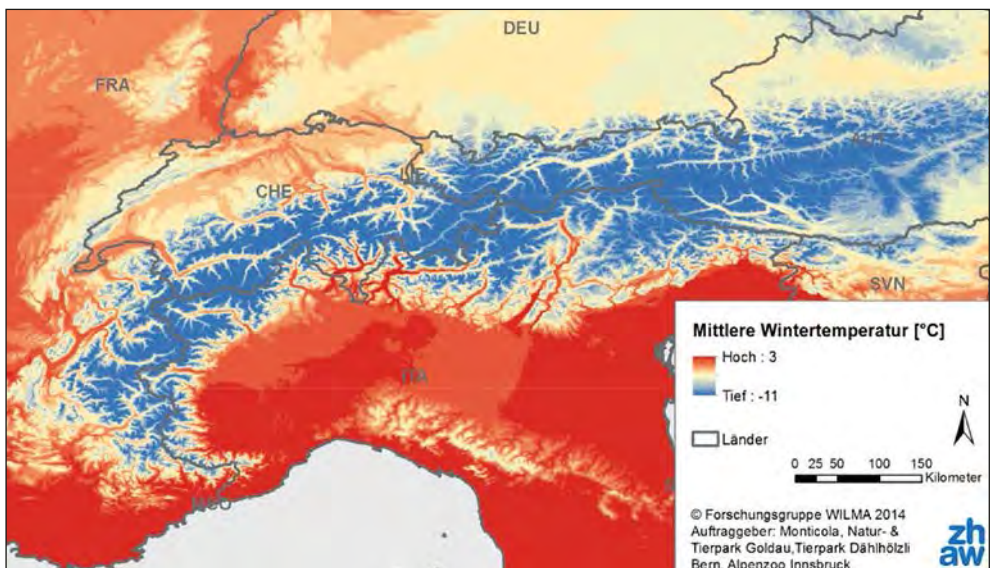 DEU
FRA
AUT
LIE
CHE
SVN
ITA
MCO
Mittlere Wintertemperatur [°C]
Hoch : 3
Tief : -11
Länder
N
0 25 50 100 150
Kilometer
© Forschungsgruppe WILMA 2014
Auftraggeber: Monticola, Natur- &
Tierpark Goldau,Tierpark Dählhölzli
Bern, Alpenzoo Innsbruck
zh
aw